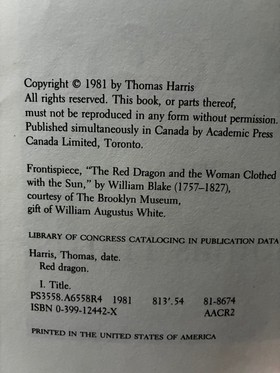 Copyright © 1981 by Thomas Harris
All rights reserved. This book, or parts thereof,
must not be reproduced in any form without permission.
Published simultaneously in Canada by Academic Press
Canada Limited, Toronto.
Frontispiece, "The Red Dragon and the Woman Clothed
with the Sun," by William Blake (1757–1827),
courtesy of The Brooklyn Museum,
gift of William Augustus White.
LIBRARY OF CONGRESS CATALOGING IN PUBLICATION DATA
Harris, Thomas, date.
Red dragon.
I. Title.
PS3558.A6558R4 1981 813'.54 81-8674
ISBN 0-399-12442-X AACR2
PRINTED IN THE UNITED STATES OF AMERICA